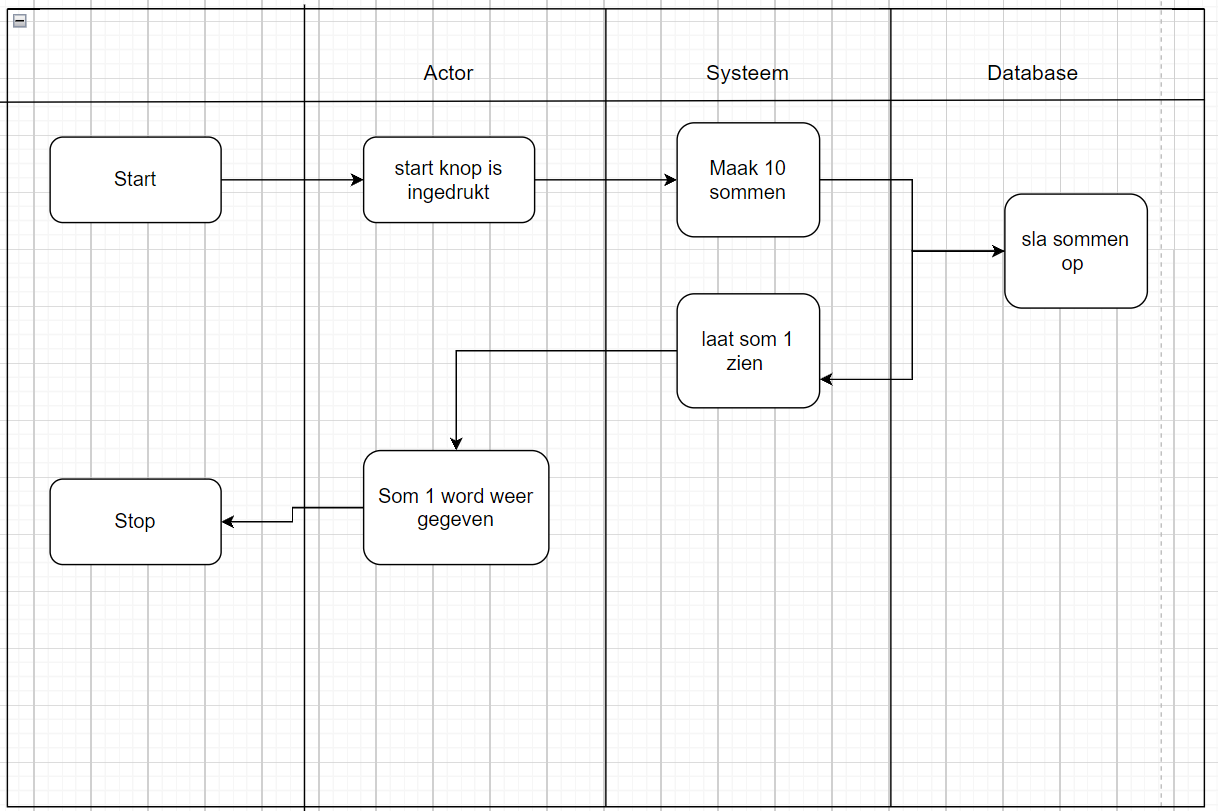 Actor
Systeem
Database
Start
start knop is
ingedrukt
Maak 10
sommen
sla sommen
op
laat som 1
zien
Som 1 word weer
gegeven
Stop